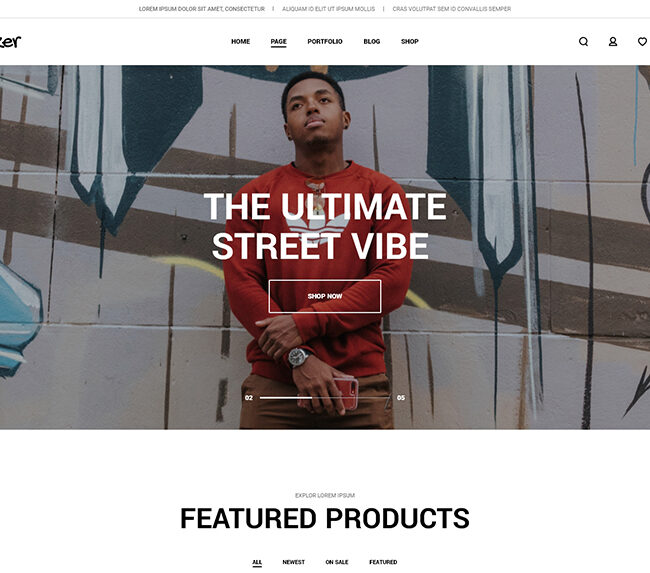 LOREM IPSUM DOLOR SIT AMET, CONSECTETUR | ALIQUAM ID ELIT UT IPSUM MOLLIS | CRAS VOLUTPAT SEM ID CONVALLIS SEMPER
HOME PAGE PORTFOLIO BLOG SHOP
THE ULTIMATE
STREET VIBE
SHOP NOW
02 05
EXPLOR LOREM IPSUM
FEATURED PRODUCTS
ALL NEWEST ON SALE FEATURED